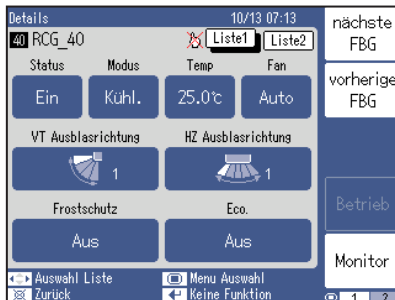 Details 10/13 07:13
40 RCG_40 Liste1 Liste2
Status Modus Temp Fan
Ein Kühl. 25.0℃ Auto
VT Ausblasrichtung HZ Ausblasrichtung
1 1
Frostschutz Eco.
Aus Aus
Auswahl Liste Menu Auswahl
Zurück Keine Funktion
nächste
FBG
vorherige
FBG
Betrieb
Monitor
1 2